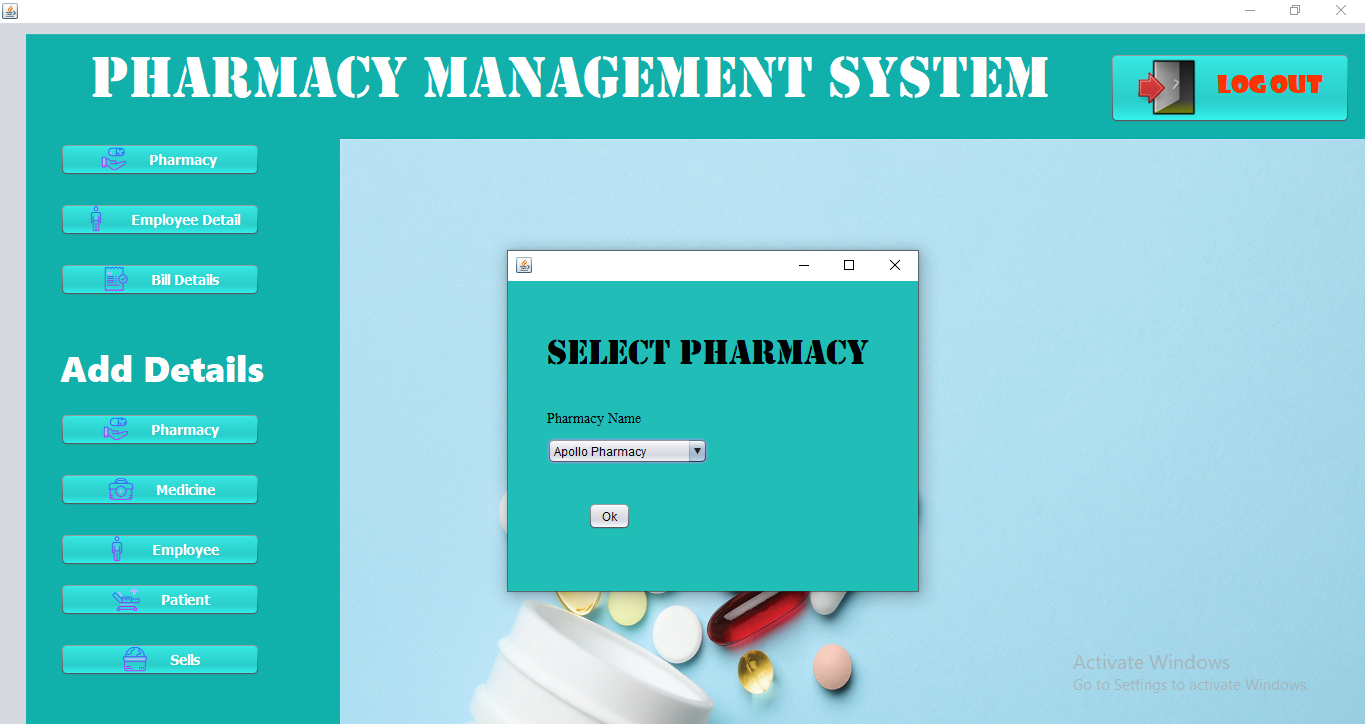 PHARMACY MANAGEMENT SYSTEM
LOG OUT
Pharmacy
Employee Detail
Bill Details
Add Details
Pharmacy
Medicine
Employee
Patient
Sells
SELECT PHARMACY
Pharmacy Name
Apollo Pharmacy
Ok
Activate Windows
Go to Settings to activate Windows.